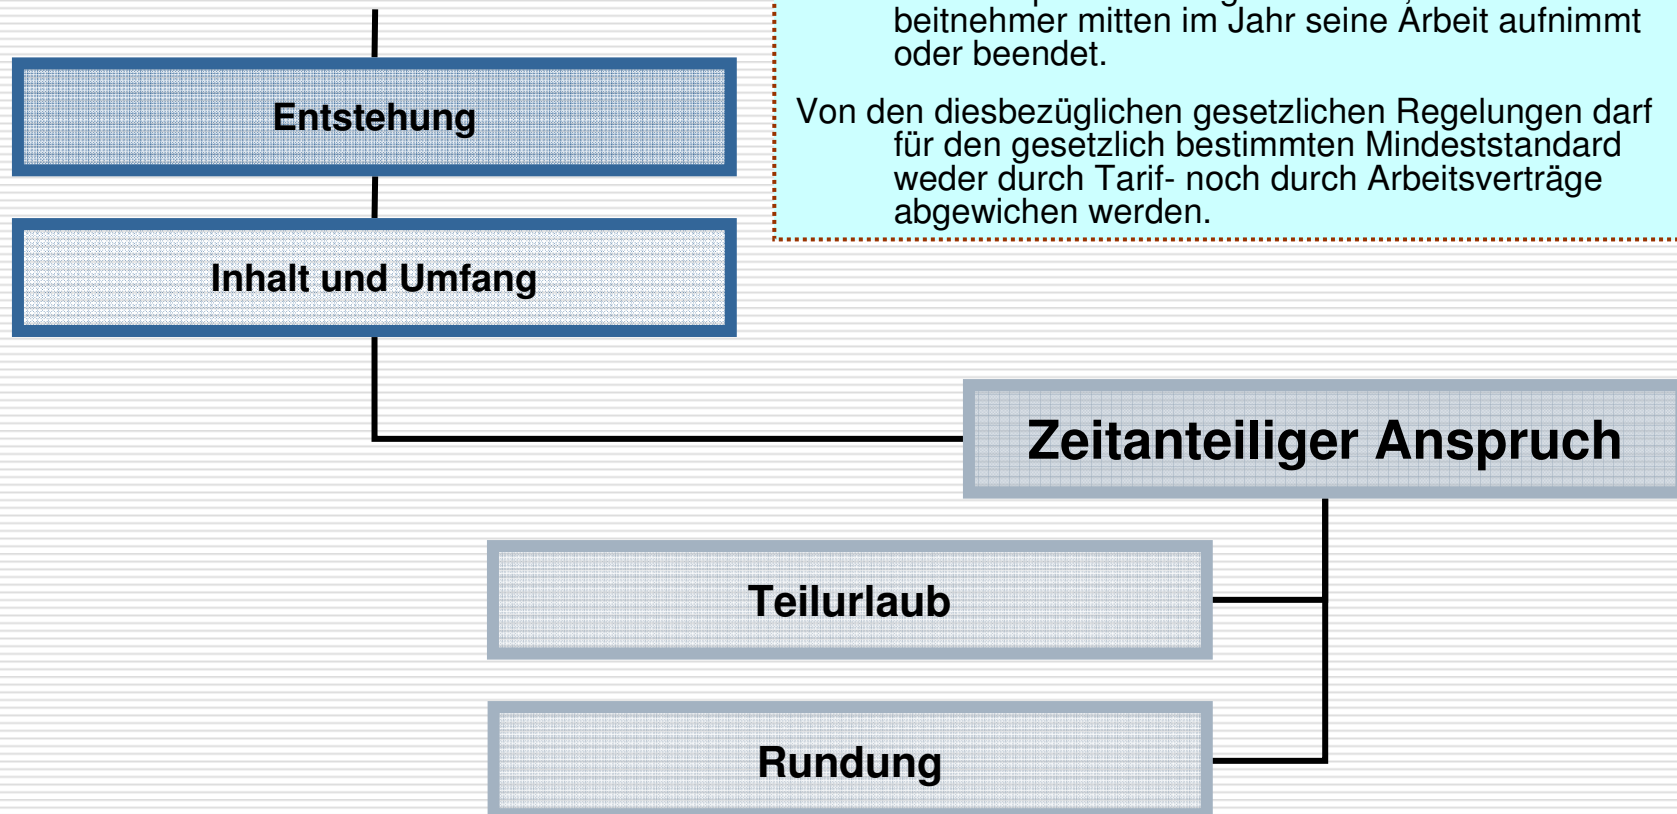 beitnehmer mitten im Jahr seine Arbeit aufnimmt
oder beendet.
Von den diesbezüglichen gesetzlichen Regelungen darf
für den gesetzlich bestimmten Mindeststandard
weder durch Tarif- noch durch Arbeitsverträge
abgewichen werden.
Entstehung
Inhalt und Umfang
Zeitanteiliger Anspruch
Teilurlaub
Rundung